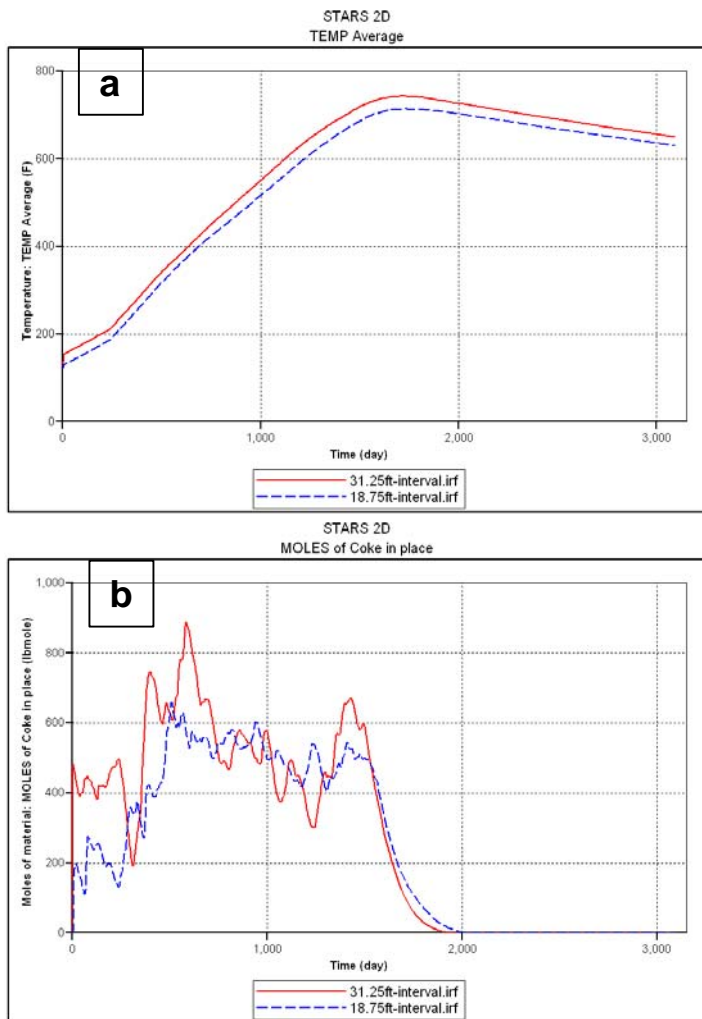 STARS 2D
TEMP Average
a
800
600
400
200
0
Temperature: TEMP Average (F)
0 1,000 2,000 3,000
Time (day)
31.25ft-interval.irf
18.75ft-interval.irf
STARS 2D
MOLES of Coke in place
b
1,000
800
600
400
200
0
Moles of material: MOLES of Coke in place (lbmole)
0 1,000 2,000 3,000
Time (day)
31.25ft-interval.irf
18.75ft-interval.irf